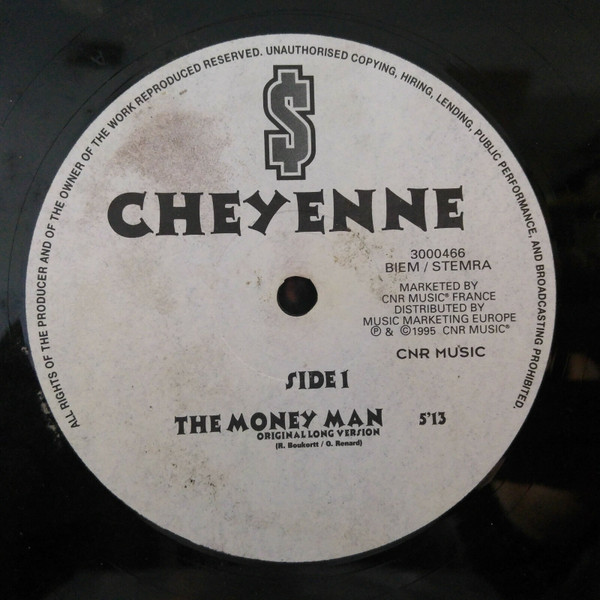 ALL RIGHTS OF THE PRODUCER AND OF THE OWNER OF THE WORK REPRODUCED RESERVED. UNAUTHORISED COPYING, HIRING, LENDING, PUBLIC PERFORMANCE, AND BROADCASTING PROHIBITED.
$
CHEYENNE
3000466
BIEM / STEMRA
MARKETED BY
CNR MUSIC® FRANCE
DISTRIBUTED BY
MUSIC MARKETING EUROPE
℗ & ©1995 CNR MUSIC®
CNR MUSIC
SIDE 1
THE MONEY MAN 5'13
ORIGINAL LONG VERSION
(R. Boukortt / O. Renard)